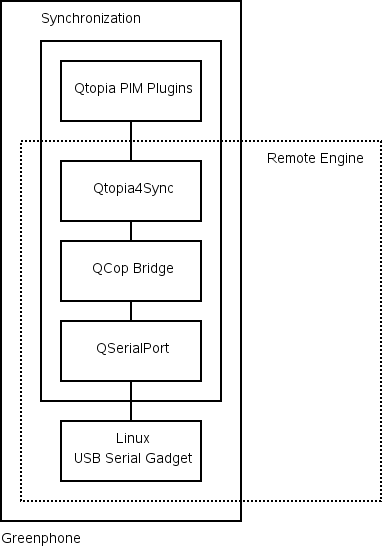 Synchronization
Qtopia PIM Plugins
Remote Engine
Qtopia4Sync
QCop Bridge
QSerialPort
Linux
USB Serial Gadget
Greenphone